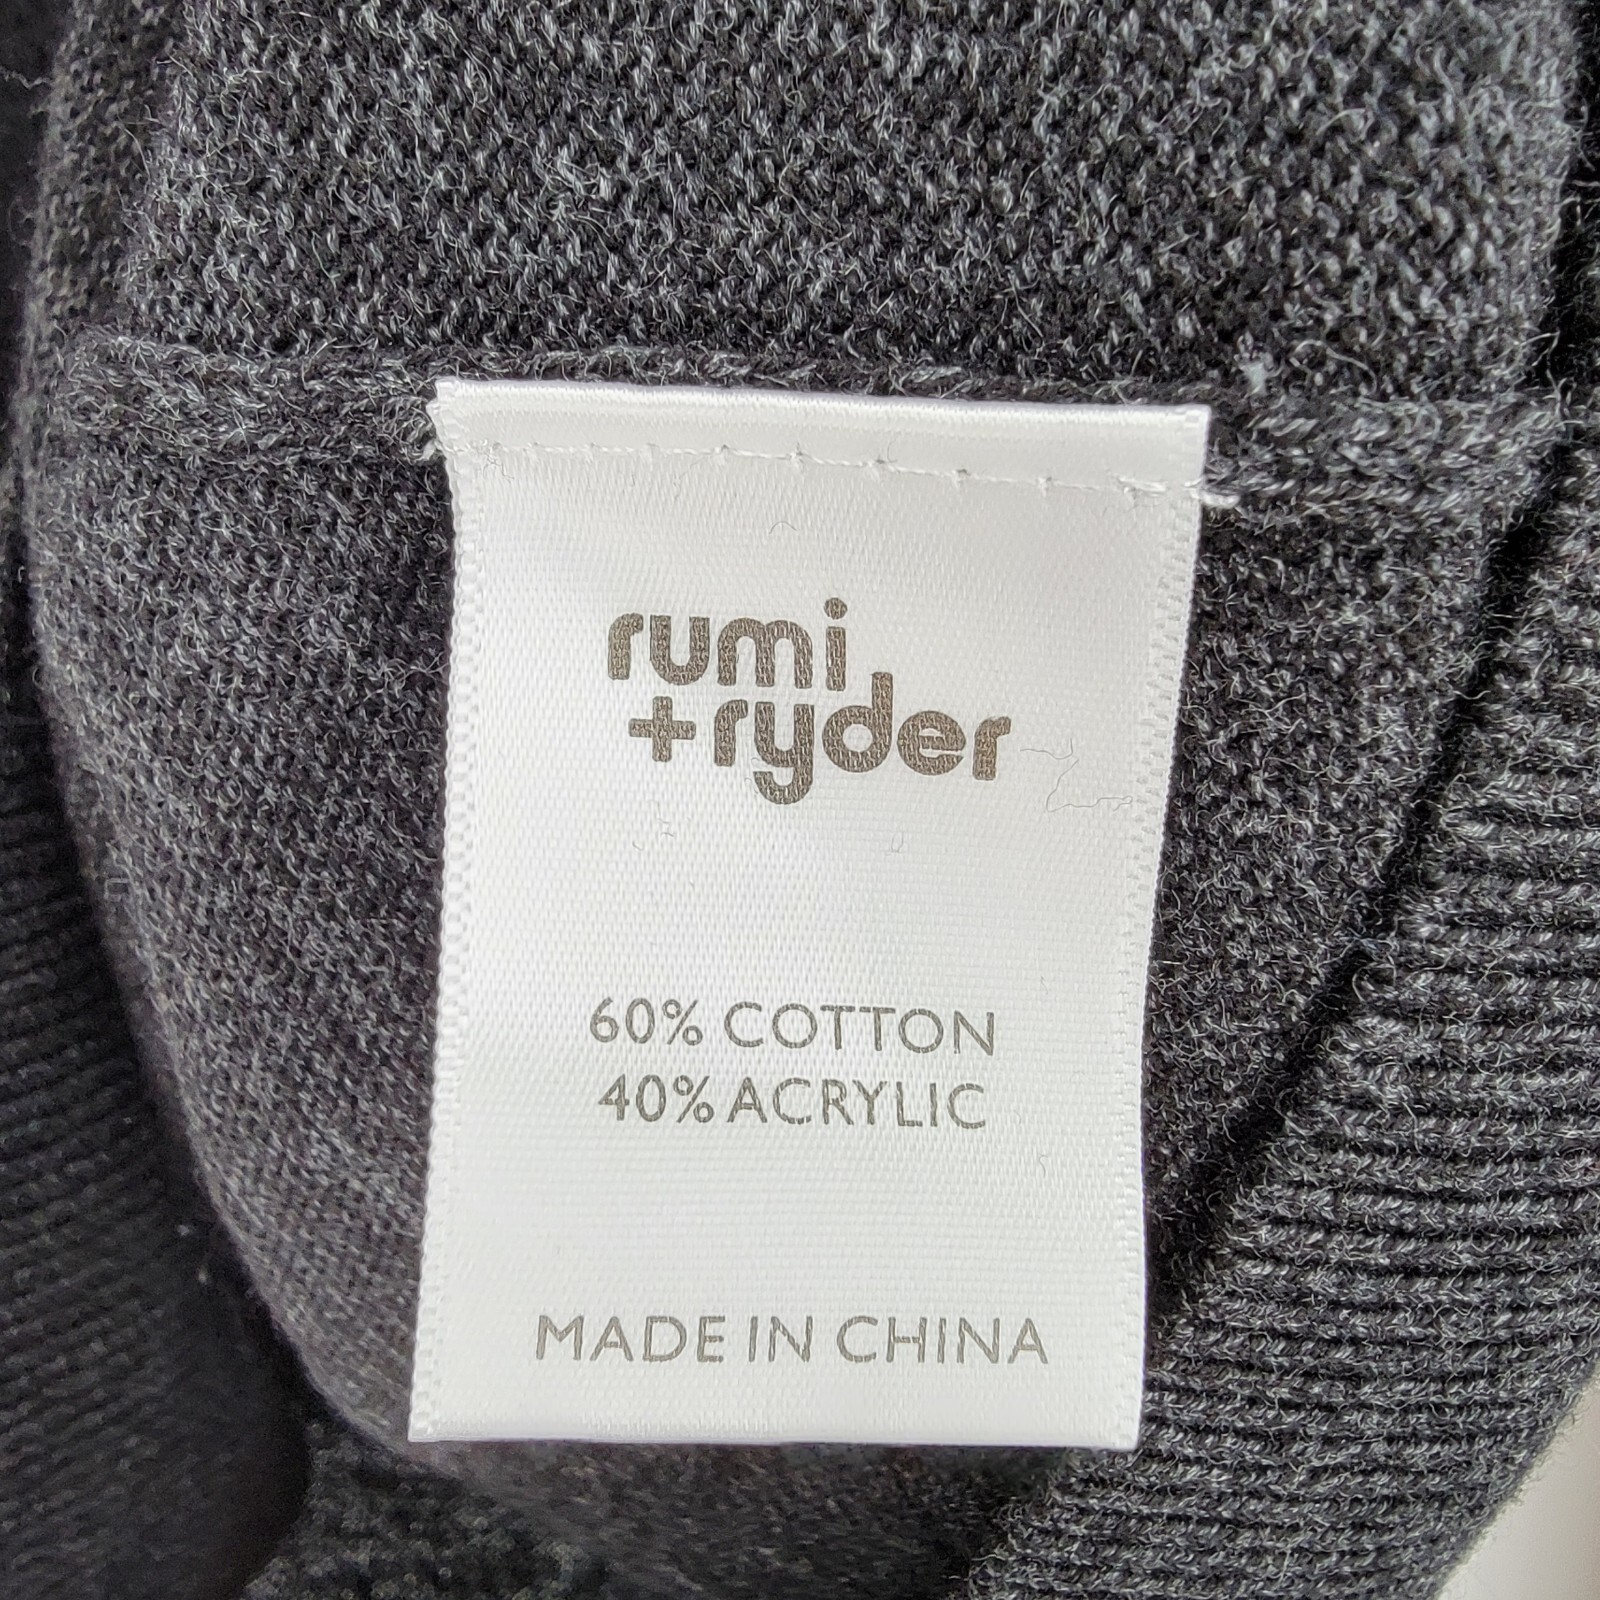 rumi
+ryder
60% COTTON
40% ACRYLIC
MADE IN CHINA